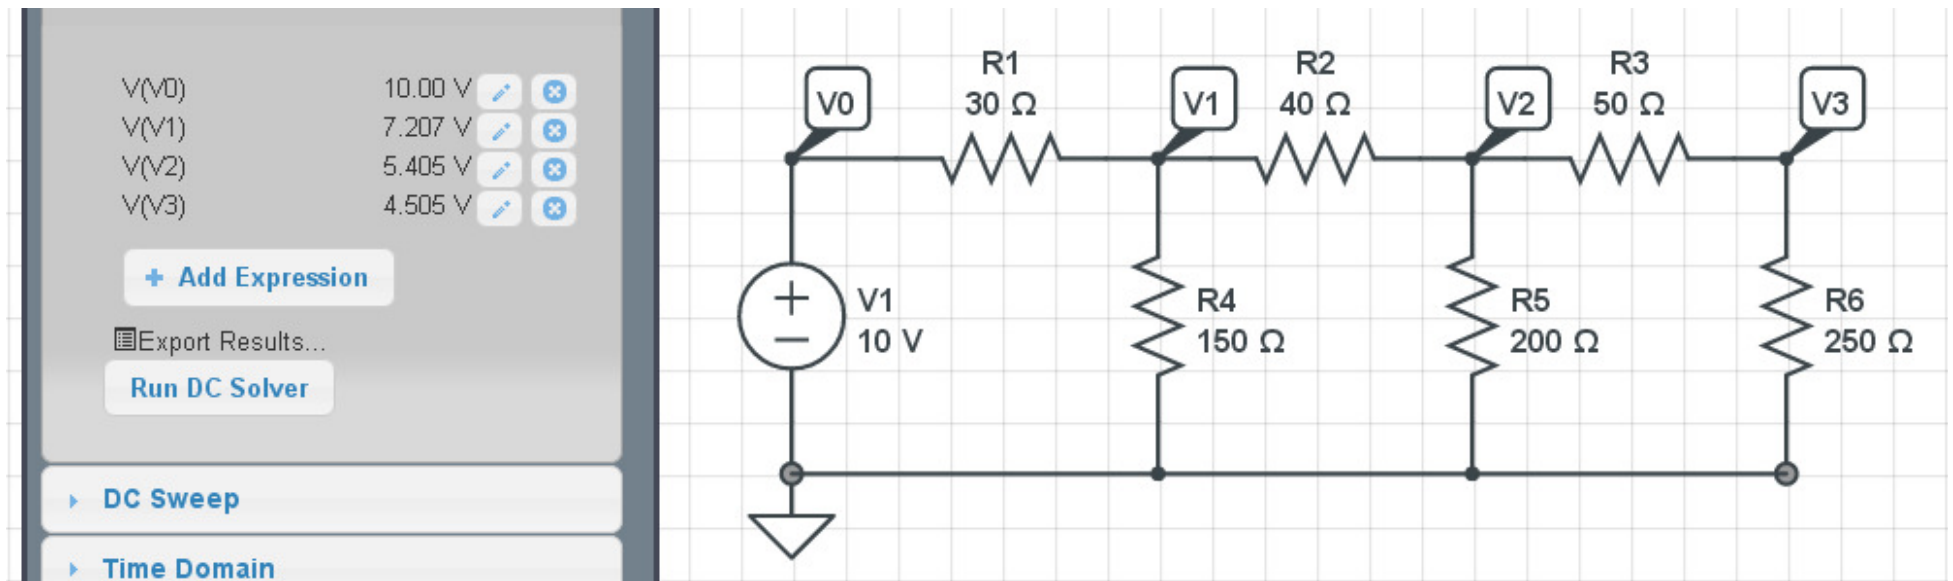 V(V0) 10.00 V
V(V1) 7.207 V
V(V2) 5.405 V
V(V3) 4.505 V
+ Add Expression
Export Results...
Run DC Solver
DC Sweep
Time Domain
R1
30 Ω
R2
40 Ω
R3
50 Ω
V0
V1
V2
V3
V1
10 V
R4
150 Ω
R5
200 Ω
R6
250 Ω